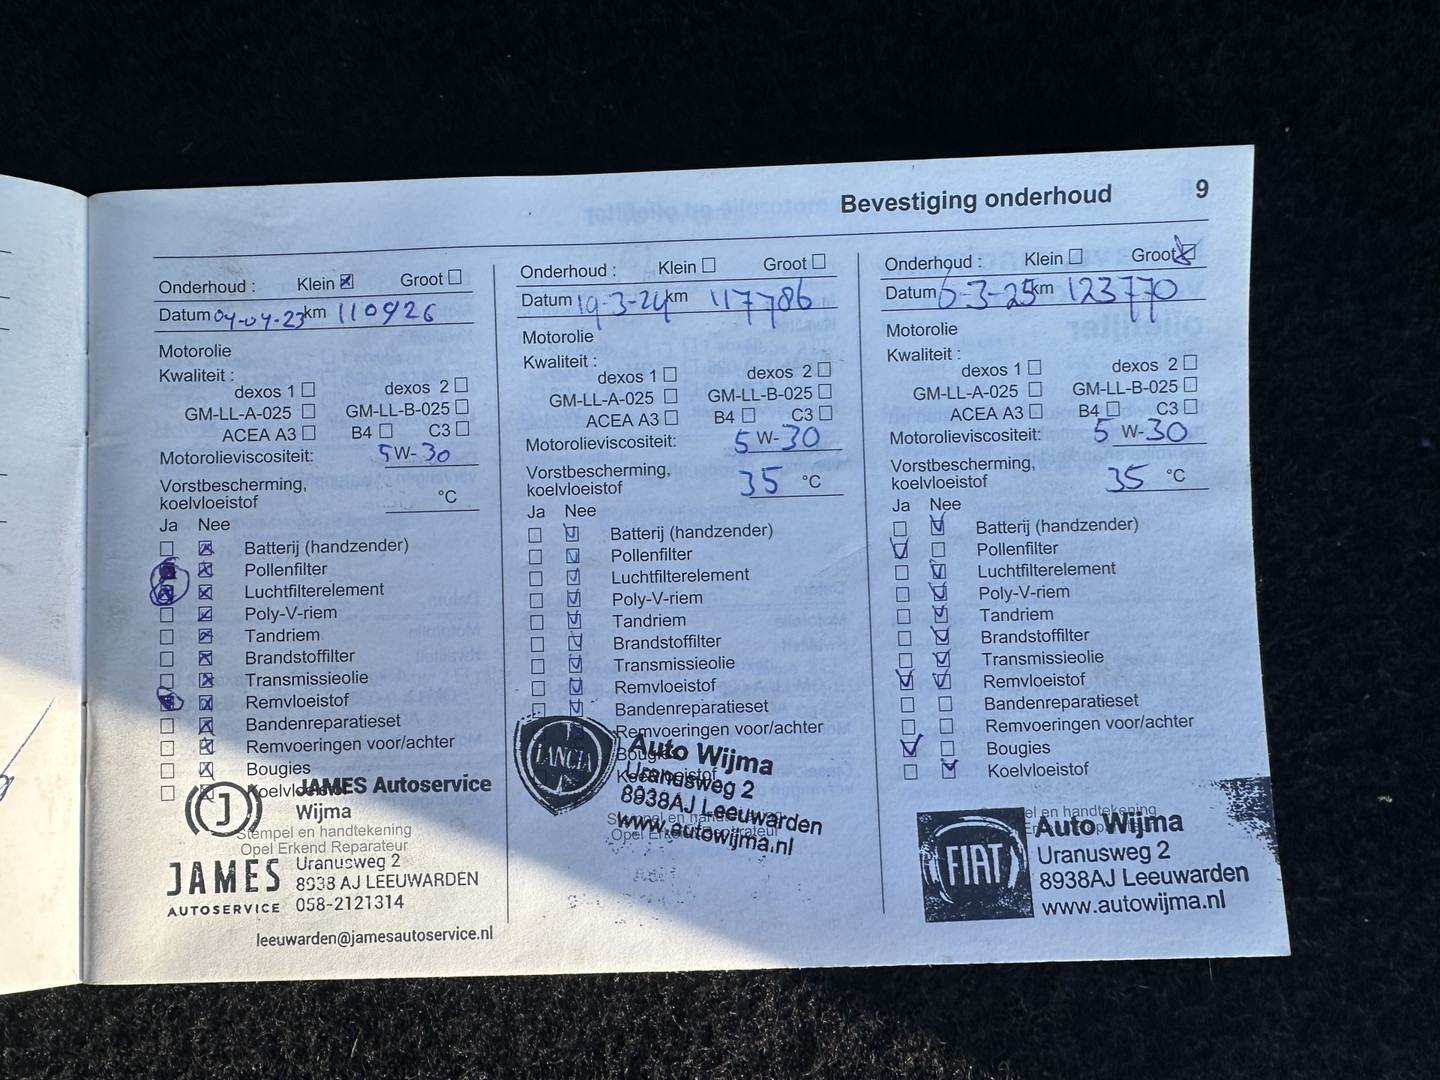 Bevestiging onderhoud 9
Onderhoud : Klein Groot
Datum 04-04-23 km 110926
Motorolie
Kwaliteit :
dexos 1 dexos 2
GM-LL-A-025 GM-LL-B-025
ACEA A3 B4 C3
Motorolieviscositeit: 5 W- 30
Vorstbescherming,
koelvloeistof °C
Ja Nee
Batterij (handzender)
Pollenfilter
Luchtfilterelement
Poly-V-riem
Tandriem
Brandstoffilter
Transmissieolie
Remvloeistof
Bandenreparatieset
Remvoeringen voor/achter
Bougies
Koelvloeistof
JAMES Autoservice
Wijma
Stempel en handtekening
Opel Erkend Reparateur
JAMES
AUTOSERVICE
Uranusweg 2
8938 AJ LEEUWARDEN
058-2121314
leeuwarden@jamesautoservice.nl
Onderhoud : Klein Groot
Datum 19-3-24 km 117786
Motorolie
Kwaliteit :
dexos 1 dexos 2
GM-LL-A-025 GM-LL-B-025
ACEA A3 B4 C3
Motorolieviscositeit: 5 W- 30
Vorstbescherming,
koelvloeistof 35 °C
Ja Nee
Batterij (handzender)
Pollenfilter
Luchtfilterelement
Poly-V-riem
Tandriem
Brandstoffilter
Transmissieolie
Remvloeistof
Bandenreparatieset
Remvoeringen voor/achter
Bougies
Koelvloeistof
LANCIA
Auto Wijma
Uranusweg 2
8938AJ Leeuwarden
www.autowijma.nl
Onderhoud : Klein Groot
Datum 6-3-25 km 123770
Motorolie
Kwaliteit :
dexos 1 dexos 2
GM-LL-A-025 GM-LL-B-025
ACEA A3 B4 C3
Motorolieviscositeit: 5 W-30
Vorstbescherming,
koelvloeistof 35 °C
Ja Nee
Batterij (handzender)
Pollenfilter
Luchtfilterelement
Poly-V-riem
Tandriem
Brandstoffilter
Transmissieolie
Remvloeistof
Bandenreparatieset
Remvoeringen voor/achter
Bougies
Koelvloeistof
el en handtekening
FIAT
Auto Wijma
Uranusweg 2
8938AJ Leeuwarden
www.autowijma.nl